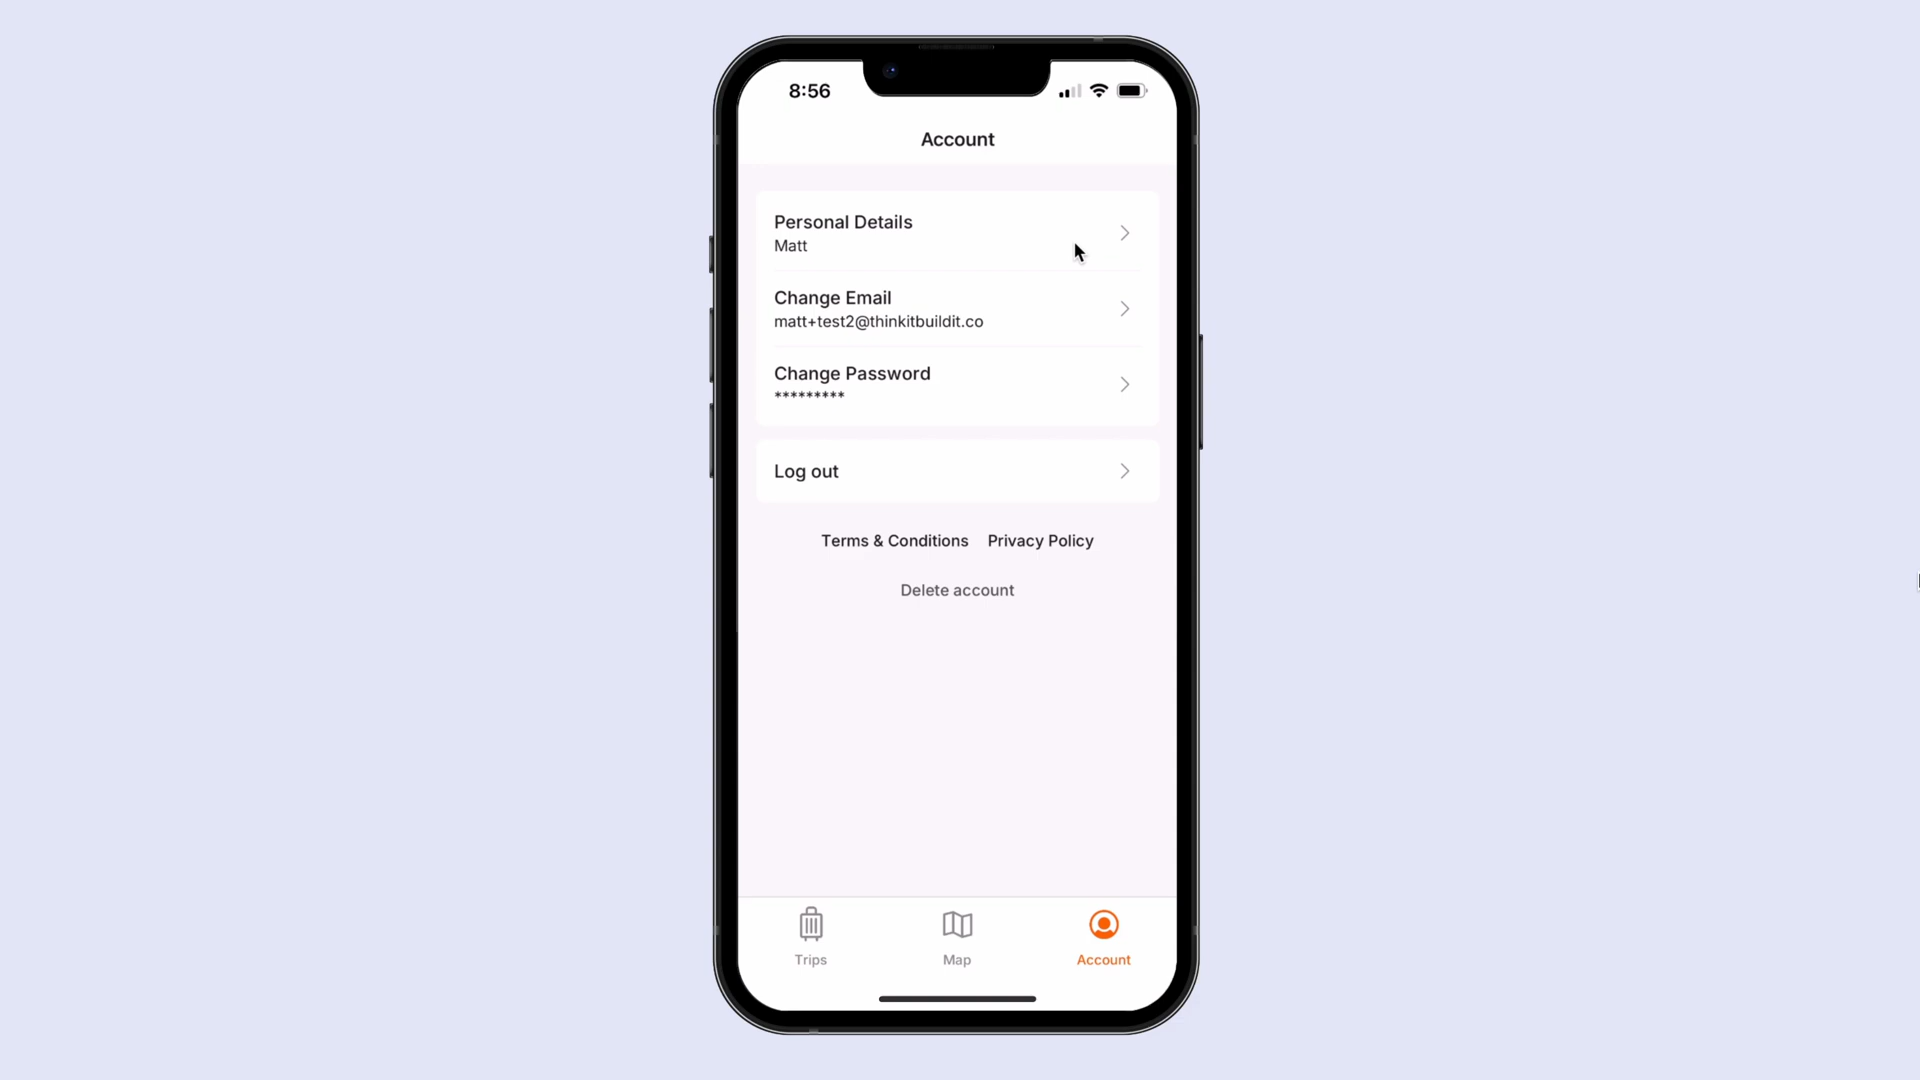 8:56
Account
Personal Details
Matt
Change Email
matt+test2@thinkitbuildit.co
Change Password
*********
Log out
Terms & Conditions Privacy Policy
Delete account
Trips Map Account